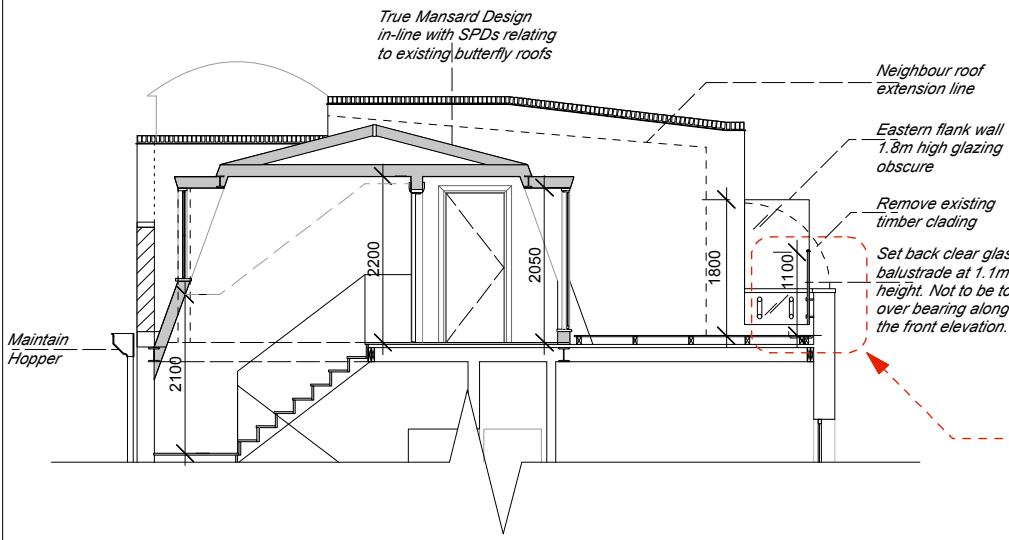 True Mansard Design
in-line with SPDs relating
to existing butterfly roofs
Neighbour roof
extension line
Eastern flank wall
1.8m high glazing
obscure
Remove existing
timber cladding
Set back clear glas
balustrade at 1.1m
height. Not to be to
over bearing along
the front elevation.
Maintain
Hopper
2200
2050
1800
1100
2100